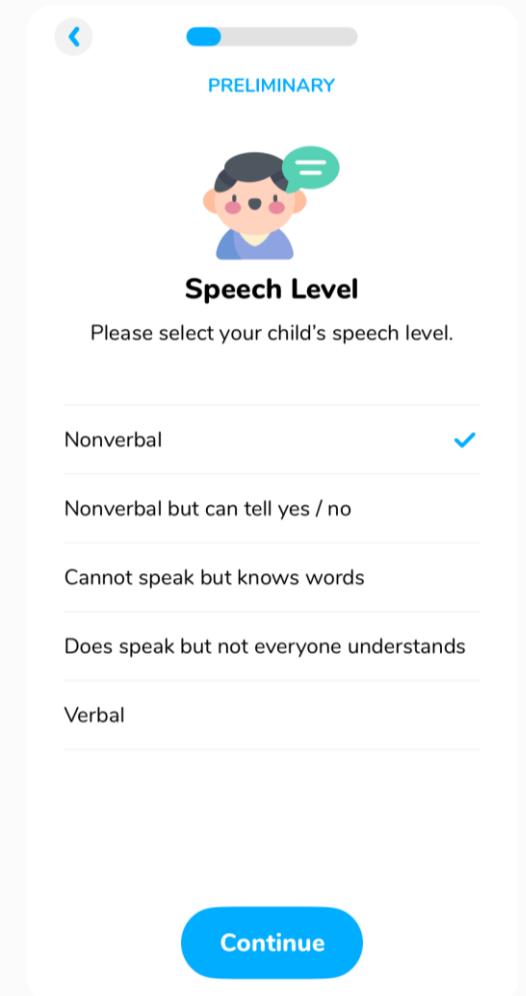 PRELIMINARY
Speech Level
Please select your child's speech level.
Nonverbal
Nonverbal but can tell yes / no
Cannot speak but knows words
Does speak but not everyone understands
Verbal
Continue